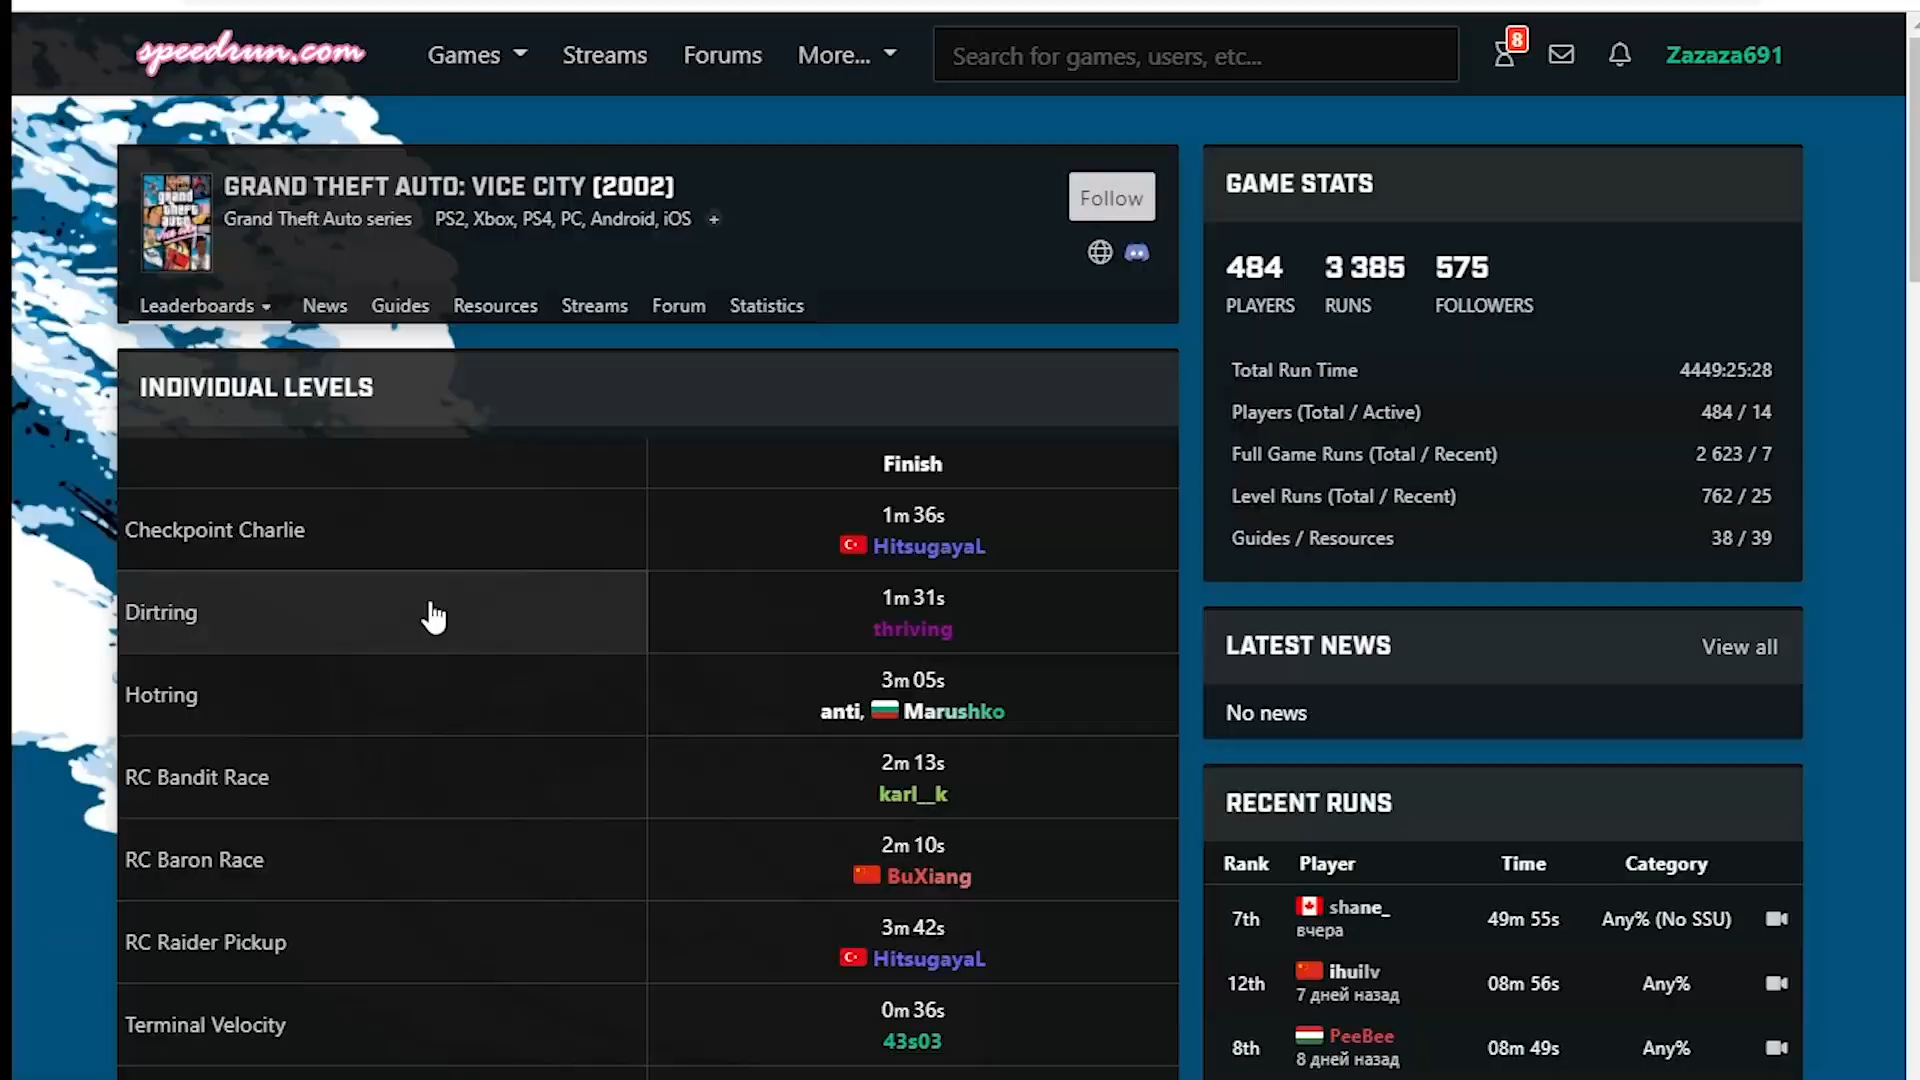 speedrun.com
Games
Streams
Forums
More...
Search for games, users, etc...
8
Zazaza691
grand theft auto
GRAND THEFT AUTO: VICE CITY (2002)
Grand Theft Auto series
PS2, Xbox, PS4, PC, Android, iOS +
Follow
Leaderboards
News
Guides
Resources
Streams
Forum
Statistics
INDIVIDUAL LEVELS
Finish
Checkpoint Charlie
1m 36s
HitsugayaL
Dirtring
1m 31s
thriving
Hotring
3m 05s
anti, Marushko
RC Bandit Race
2m 13s
karl__k
RC Baron Race
2m 10s
BuXiang
RC Raider Pickup
3m 42s
HitsugayaL
Terminal Velocity
0m 36s
43s03
GAME STATS
484 3 385 575
PLAYERS RUNS FOLLOWERS
Total Run Time 4449:25:28
Players (Total / Active) 484 / 14
Full Game Runs (Total / Recent) 2 623 / 7
Level Runs (Total / Recent) 762 / 25
Guides / Resources 38 / 39
LATEST NEWS View all
No news
RECENT RUNS
Rank Player Time Category
7th shane_ 49m 55s Any% (No SSU)
вчера
12th ihuilv 08m 56s Any%
7 дней назад
8th PeeBee 08m 49s Any%
8 дней назад